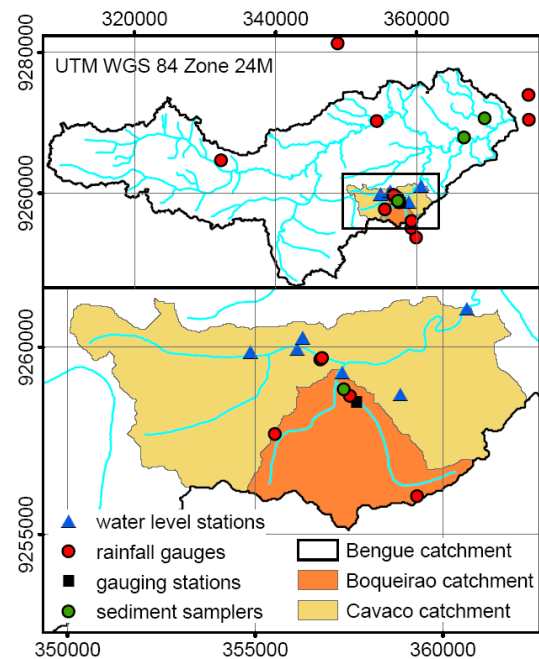 320000 340000 360000
9280000
UTM WGS 84 Zone 24M
9260000
9260000
9255000
water level stations
rainfall gauges
gauging stations
sediment samplers
Bengue catchment
Boqueirao catchment
Cavaco catchment
350000 355000 360000